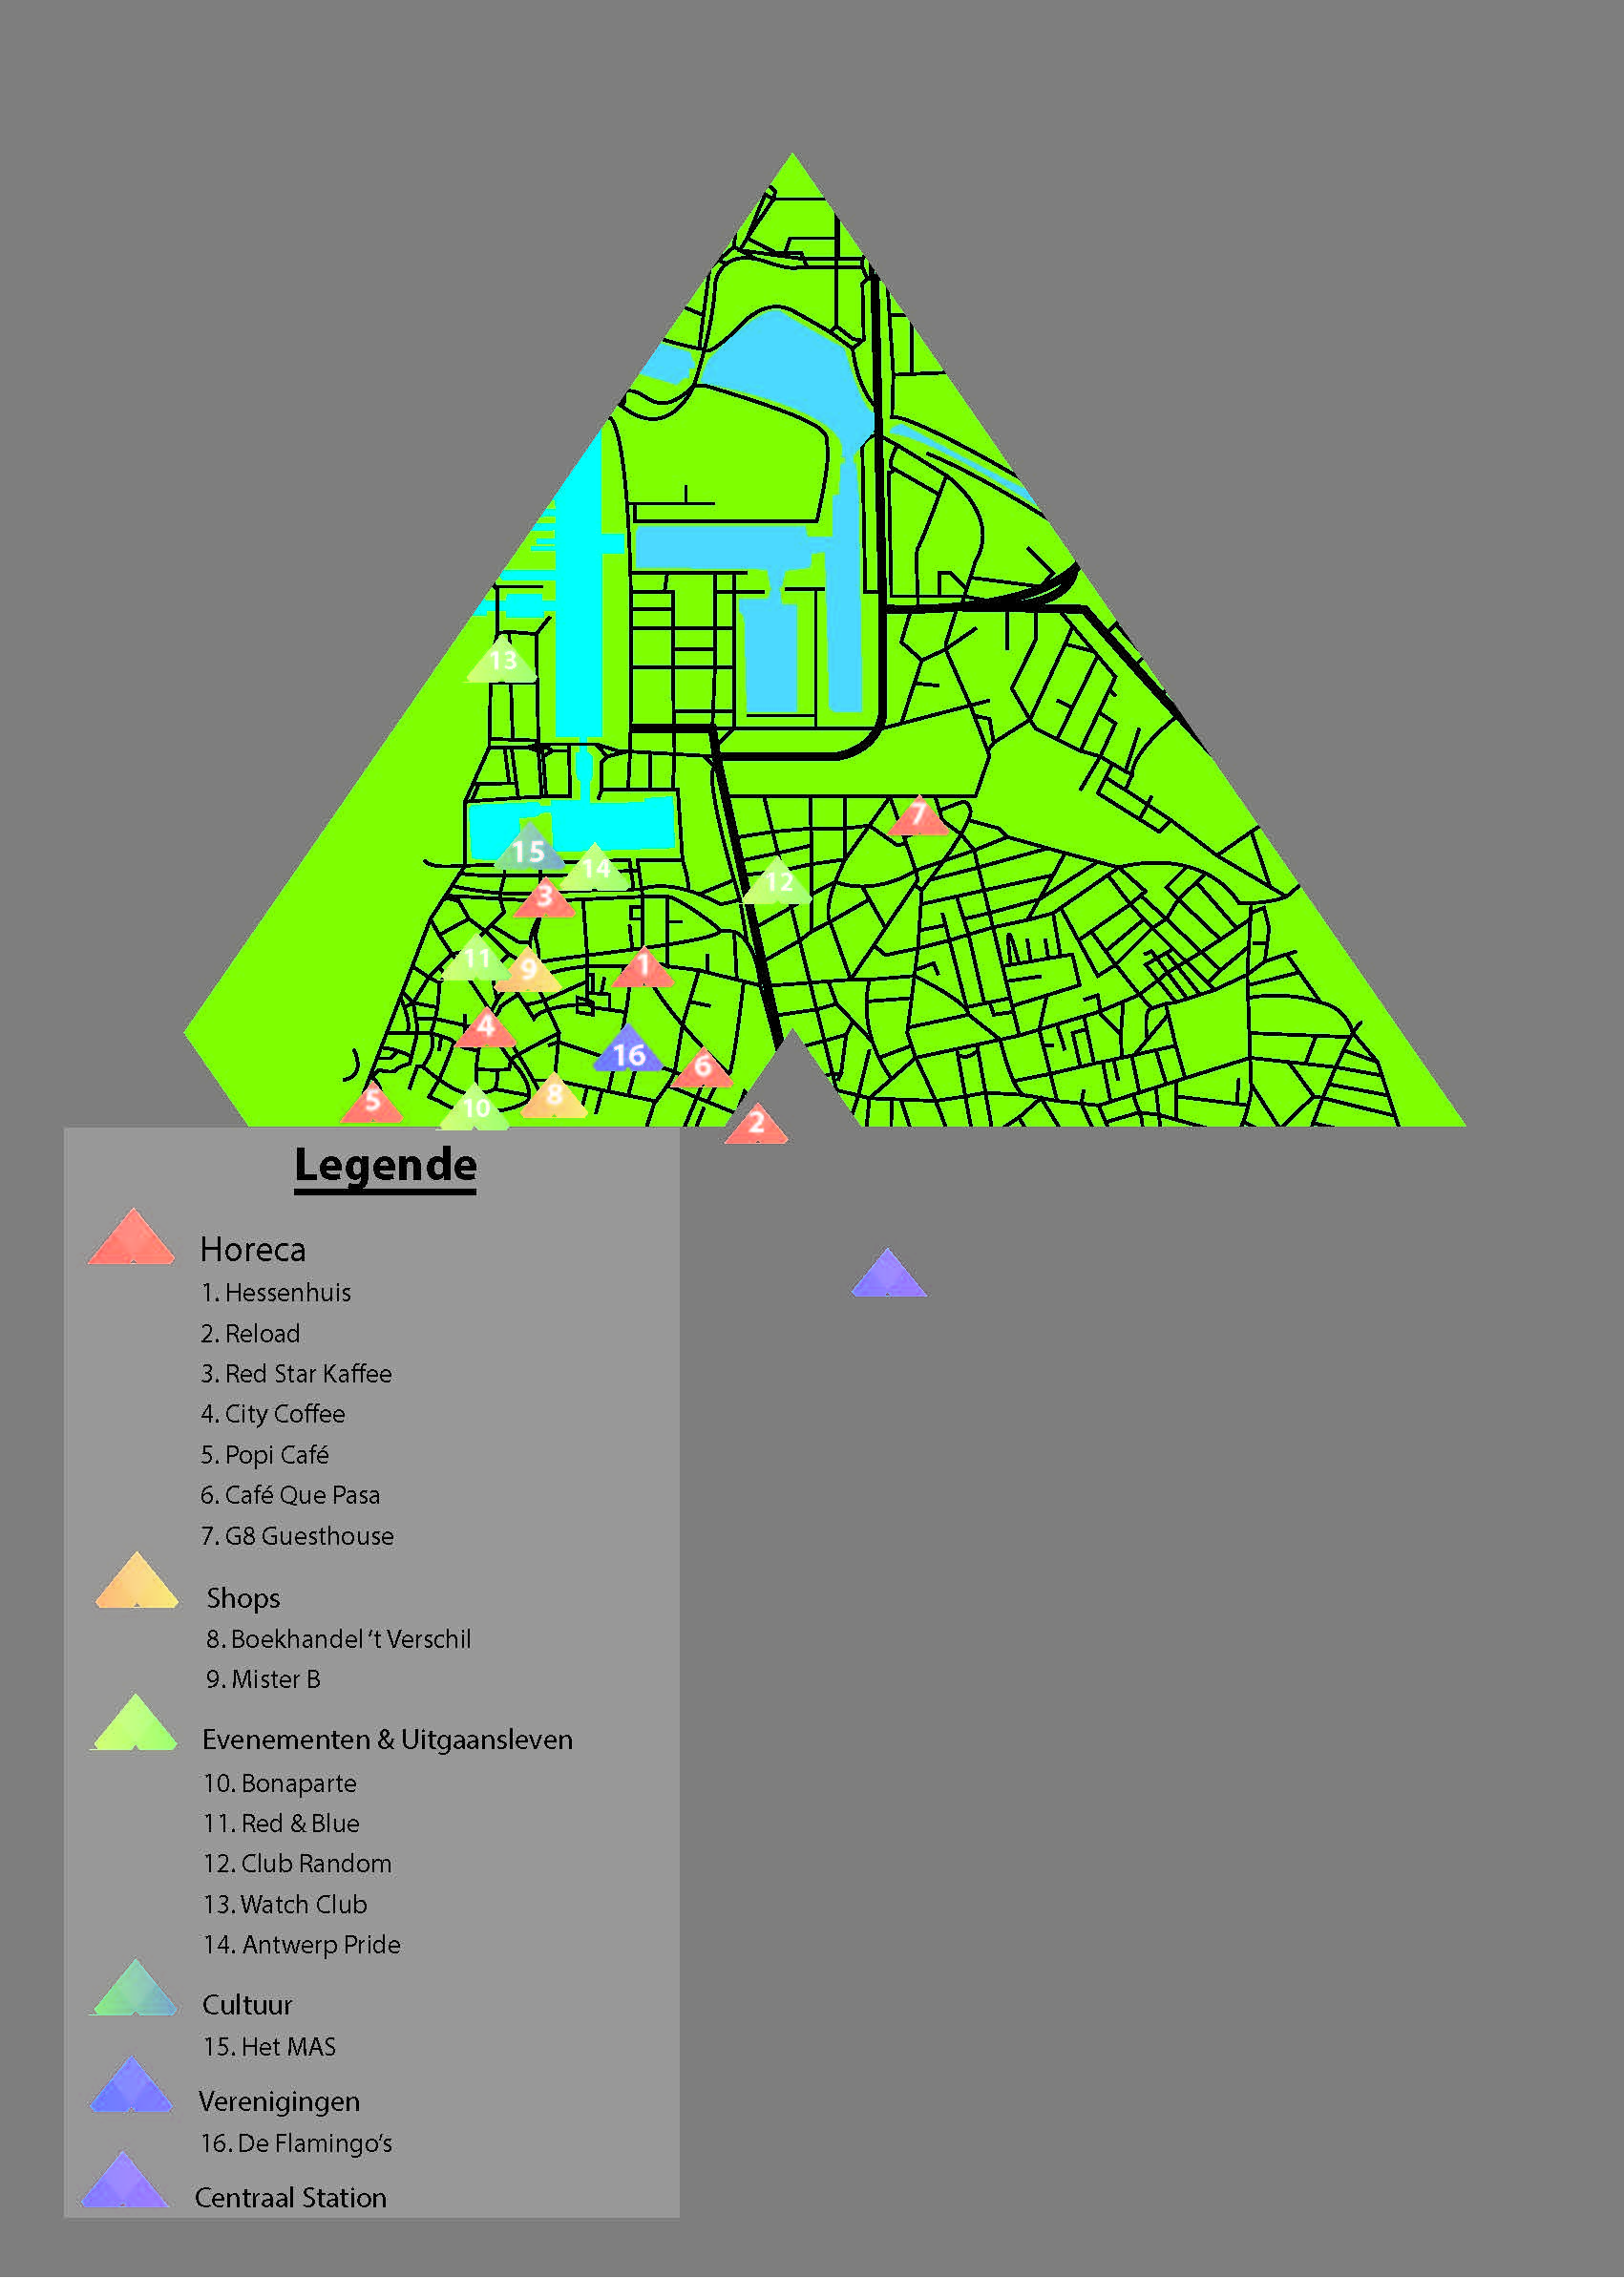 13
7
15
14
12
3
11
9
1
4
16
6
5
10
8
2
Legende
Horeca
1. Hessenhuis
2. Reload
3. Red Star Kaffee
4. City Coffee
5. Popi Café
6. Café Que Pasa
7. G8 Guesthouse
Shops
8. Boekhandel ‘t Verschil
9. Mister B
Evenementen & Uitgaansleven
10. Bonaparte
11. Red & Blue
12. Club Random
13. Watch Club
14. Antwerp Pride
Cultuur
15. Het MAS
Verenigingen
16. De Flamingo’s
Centraal Station